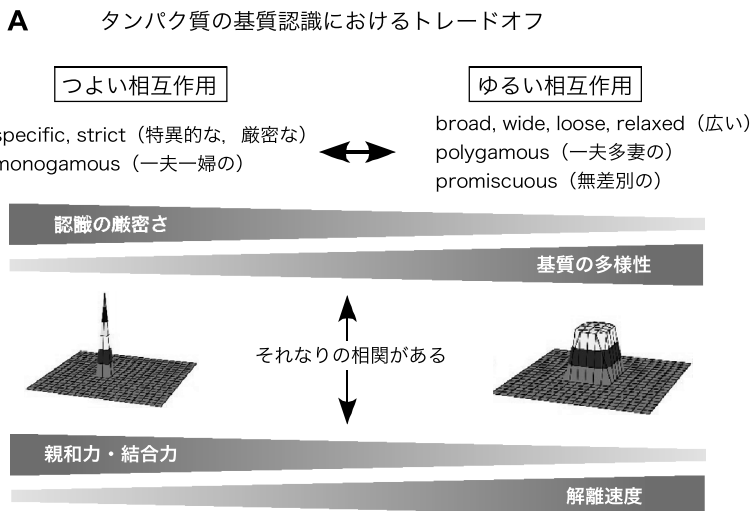 A タンパク質の基質認識におけるトレードオフ
つよい相互作用
ゆるい相互作用
specific, strict（特異的な，厳密な）
monogamous（一夫一婦の）
broad, wide, loose, relaxed（広い）
polygamous（一夫多妻の）
promiscuous（無差別の）
認識の厳密さ
基質の多様性
それなりの相関がある
親和力・結合力
解離速度